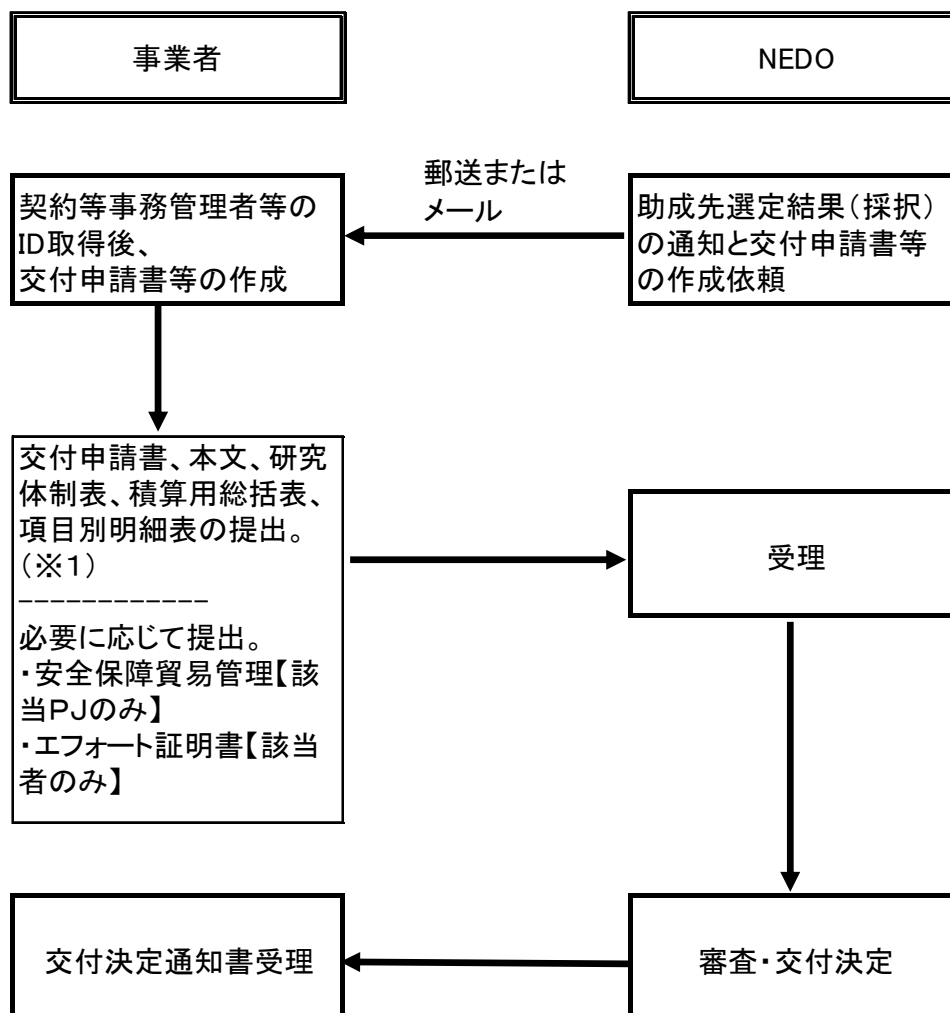 事業者
NEDO
郵送または
メール
契約等事務管理者等の
ID取得後、
交付申請書等の作成
助成先選定結果（採択）
の通知と交付申請書等
の作成依頼
交付申請書、本文、研究
体制表、積算用総括表、
項目別明細表の提出。
（※１）
------------
必要に応じて提出。
・安全保障貿易管理【該
当ＰＪのみ】
・エフォート証明書【該当
者のみ】
受理
交付決定通知書受理
審査・交付決定